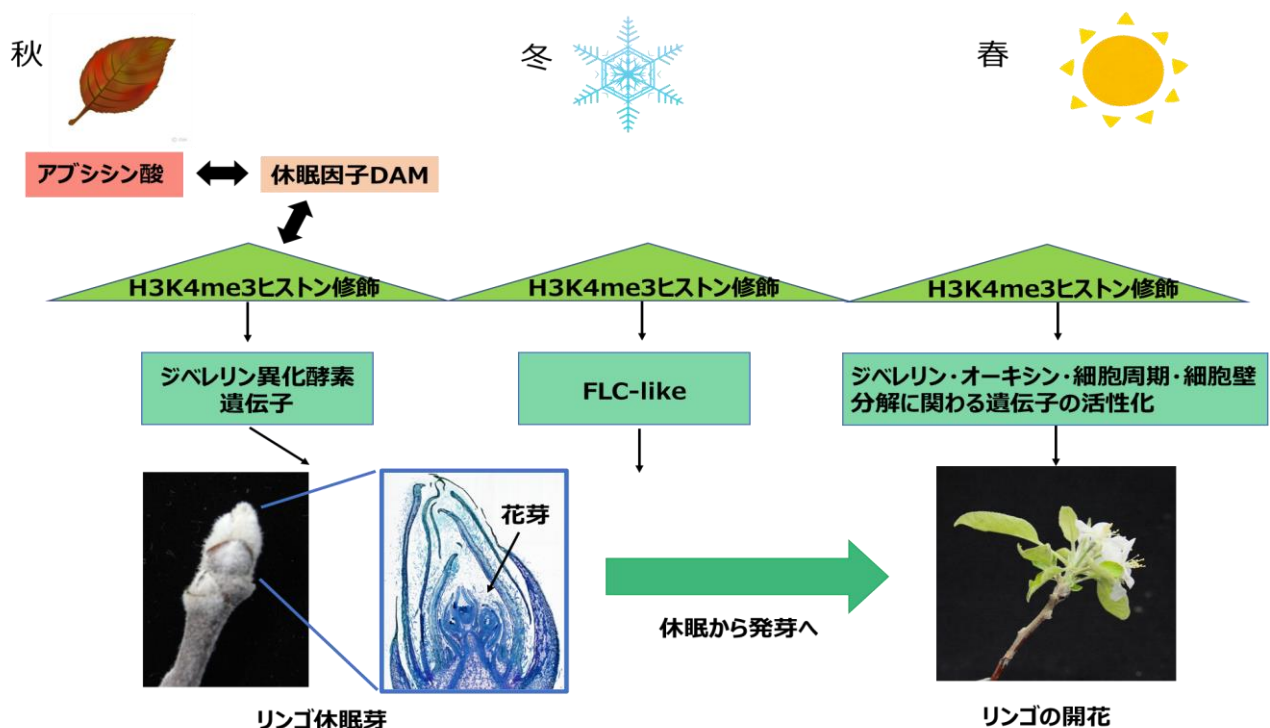 秋
冬
春
アブシシン酸
休眠因子DAM
H3K4me3ヒストン修飾
H3K4me3ヒストン修飾
H3K4me3ヒストン修飾
ジベレリン異化酵素
遺伝子
FLC-like
ジベレリン・オーキシン・細胞周期・細胞壁
分解に関わる遺伝子の活性化
花芽
休眠から発芽へ
リンゴ休眠芽
リンゴの開花